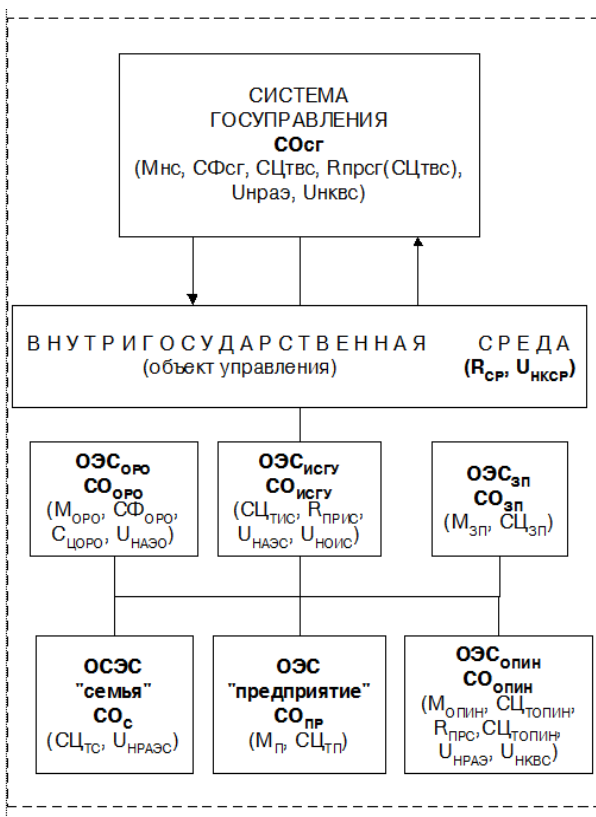 СИСТЕМА
ГОСУПРАВЛЕНИЯ
СОсг
(Мнс, СФсг, СЦтвс, Rпрсг(СЦтвс),
Uнраэ, Uнквс)
ВНУТРИГОСУДАРСТВЕННАЯ СРЕДА
(объект управления) (RСР, UНКСР)
ОЭСОРО
СООРО
(МОРО, СФОРО,
СЦОРО, UНАЭО)
ОЭСИСГУ
СОИСГУ
(СЦТИС, RПРИС,
UНАЭС, UНОИС)
ОЭСЗП
СОЗП
(МЗП, СЦЗП)
ОСЭС
"семья"
СОС
(СЦТС, UНРАЭС)
ОЭС
"предприятие"
СОПР
(МП, СЦТП)
ОЭСОПИН
СООПИН
(МОПИН, СЦТОПИН,
RПРС,СЦТОПИН,
UНРАЭ, UНКВС)